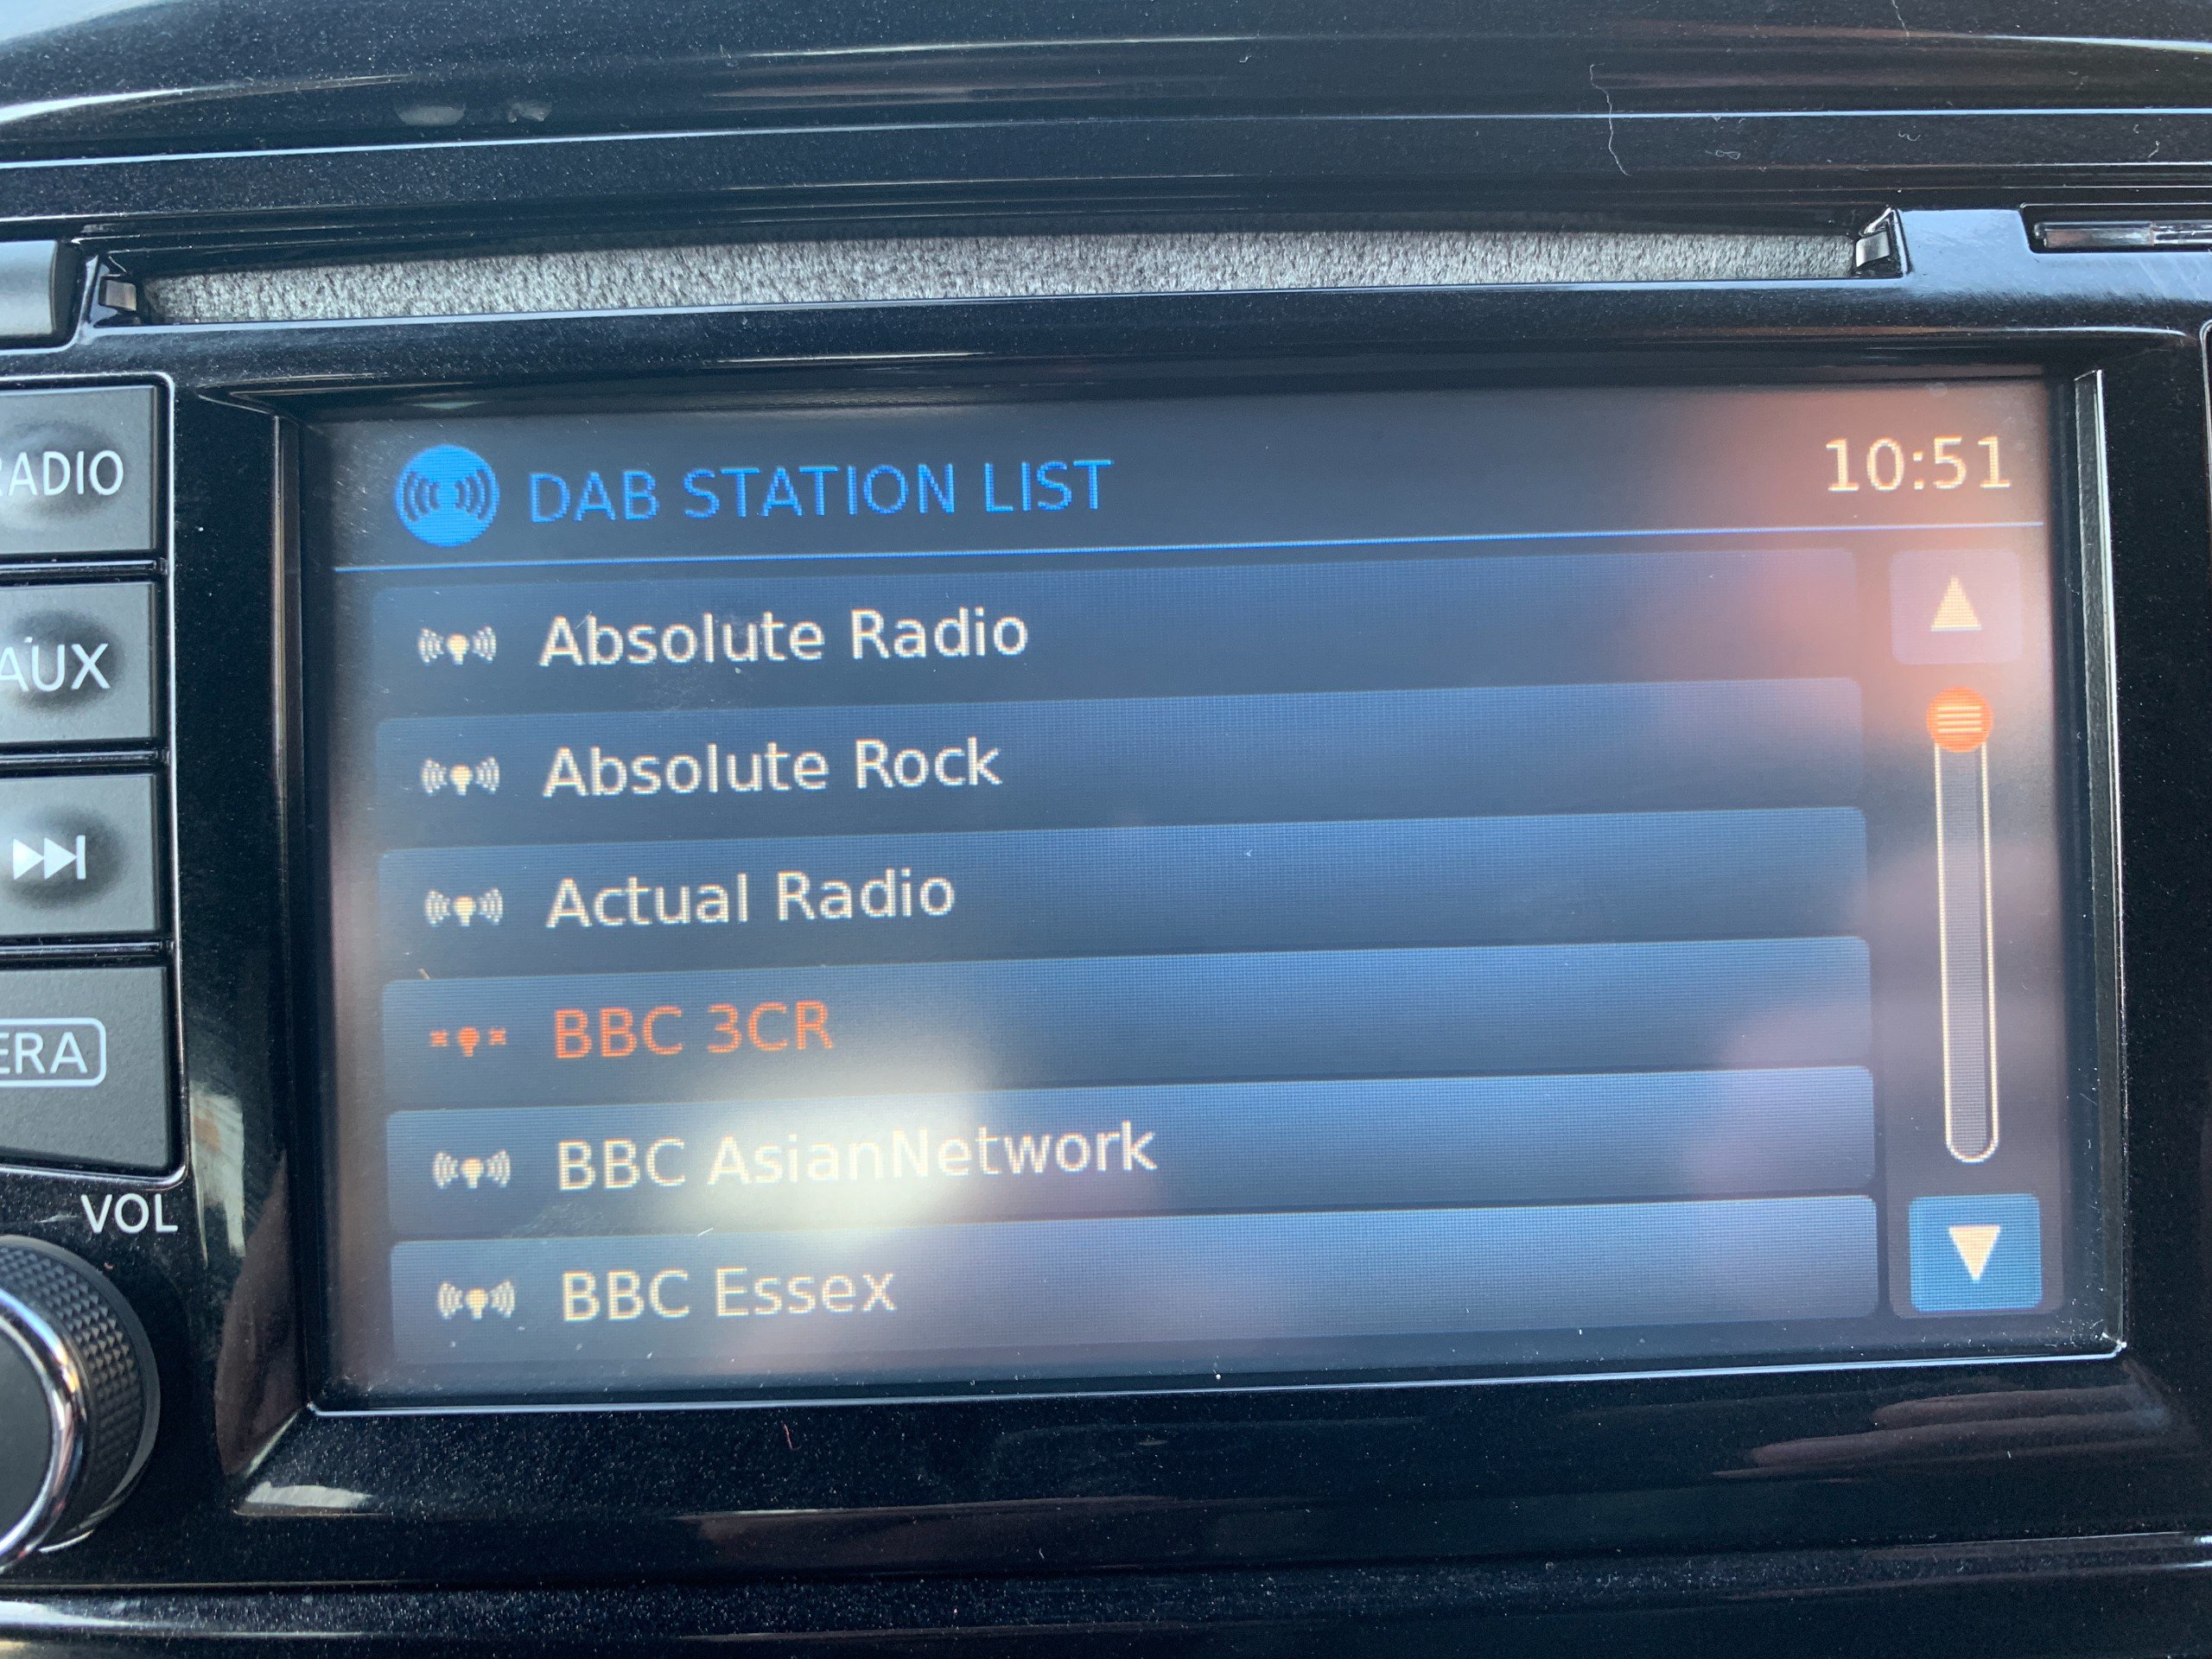 DAB STATION LIST
10:51
RADIO
Absolute Radio
AUX
Absolute Rock
Actual Radio
BBC 3CR
ERA
BBC AsianNetwork
VOL
BBC Essex